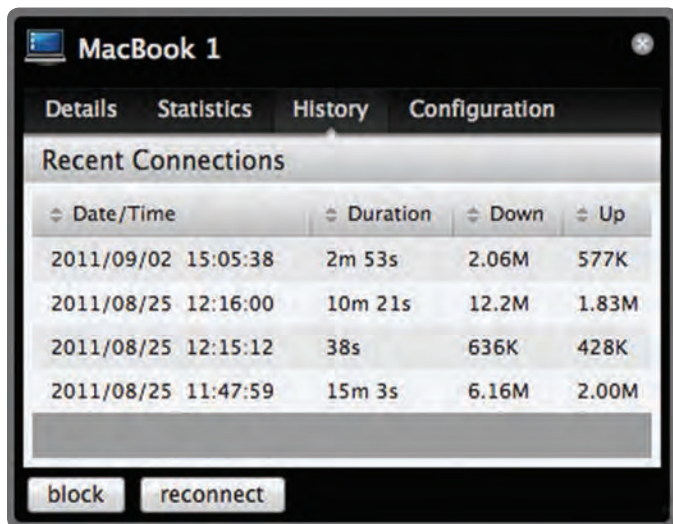 MacBook 1
Details Statistics History Configuration
Recent Connections
Date/Time Duration Down Up
2011/09/02 15:05:38 2m 53s 2.06M 577K
2011/08/25 12:16:00 10m 21s 12.2M 1.83M
2011/08/25 12:15:12 38s 636K 428K
2011/08/25 11:47:59 15m 3s 6.16M 2.00M
block reconnect